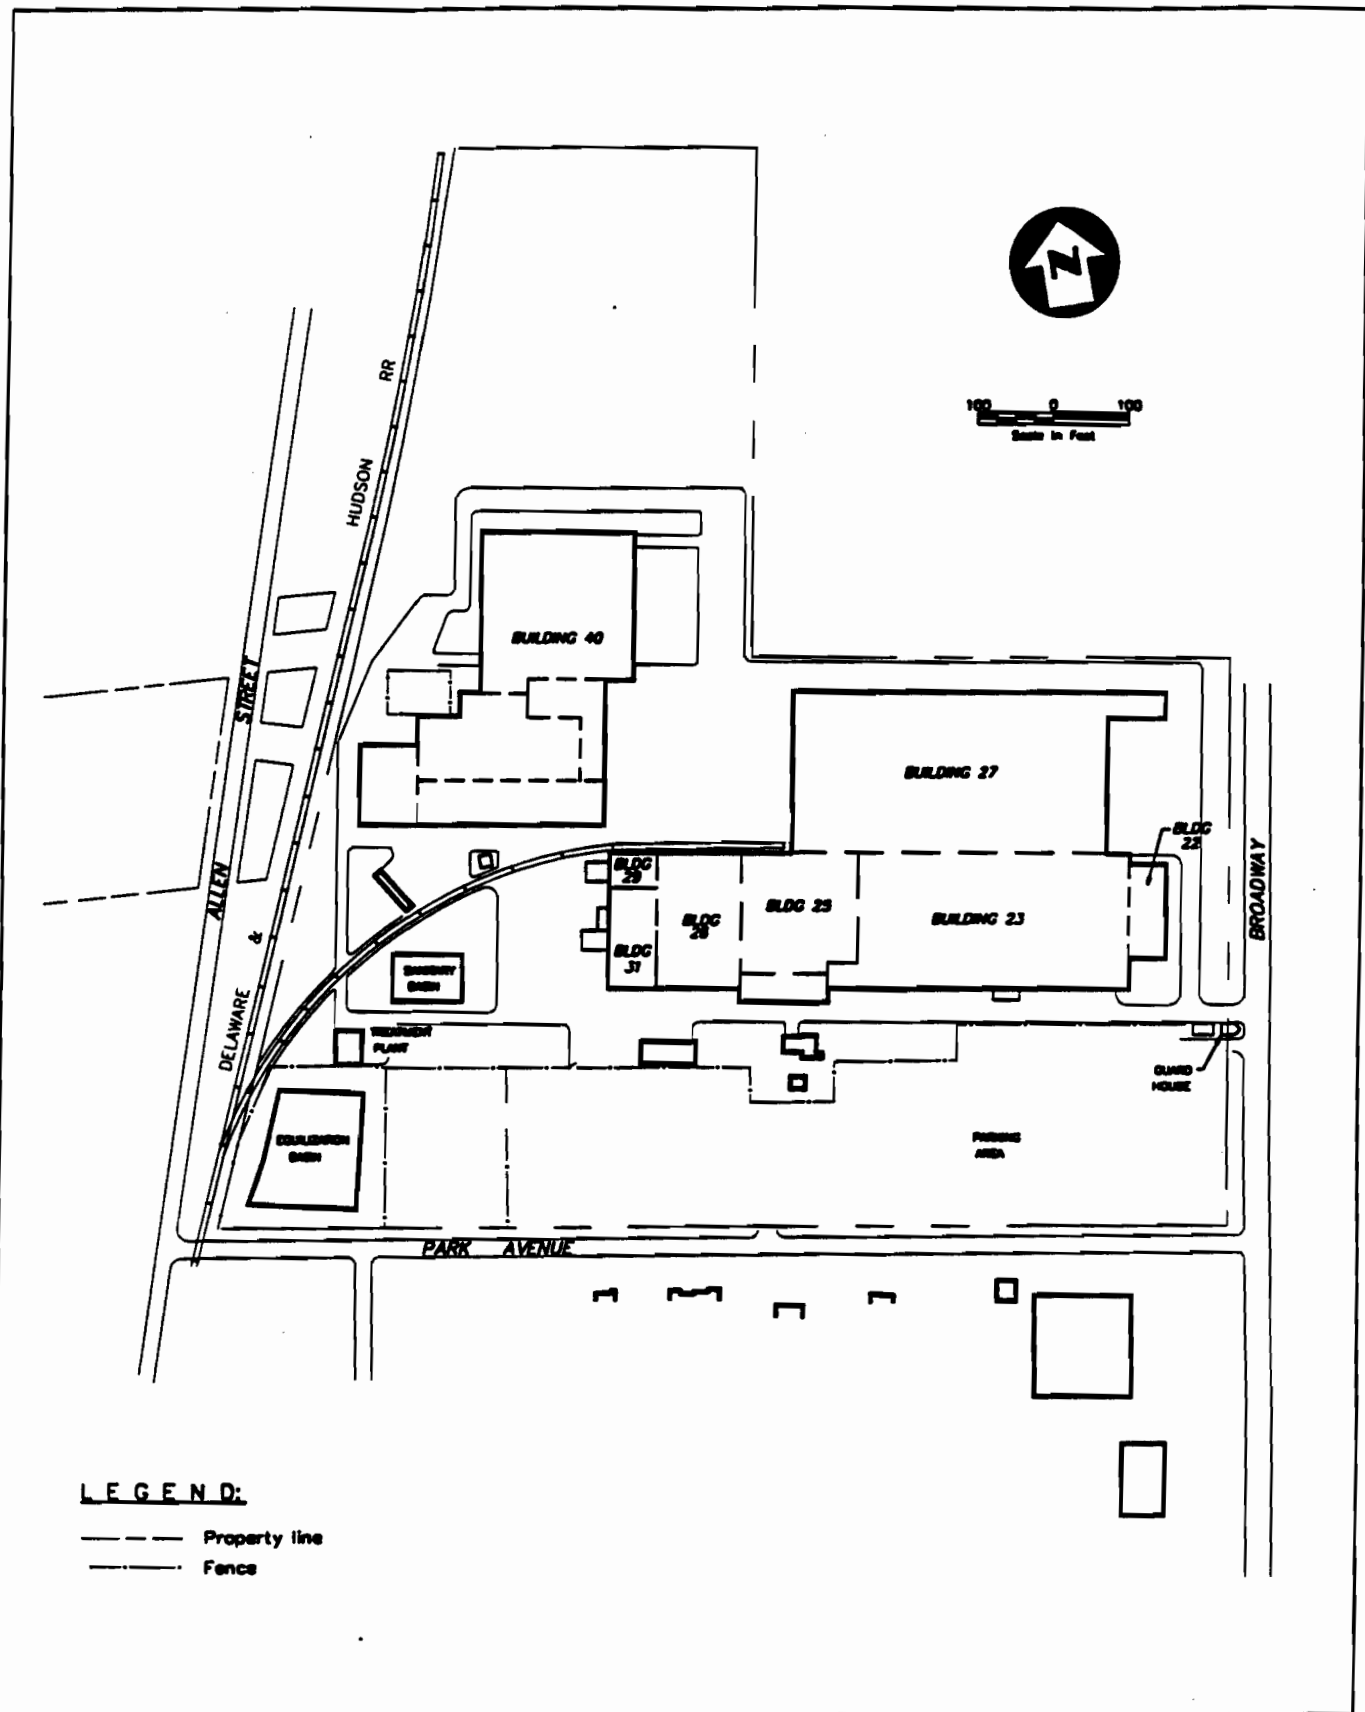 N
100 0 100
Scale in Feet
RR
HUDSON
BUILDING 40
STREET
BUILDING 27
BLDG
22
ALLEN
BLDG
29
BLDG 25
BLDG
28
BUILDING 23
BROADWAY
&
BLDG
31
SANITARY
BASIN
DELAWARE
TREATMENT
PLANT
GUARD
HOUSE
EQUILIZATION
BASIN
PARKING
AREA
PARK AVENUE
LEGEND:
Property line
Fence